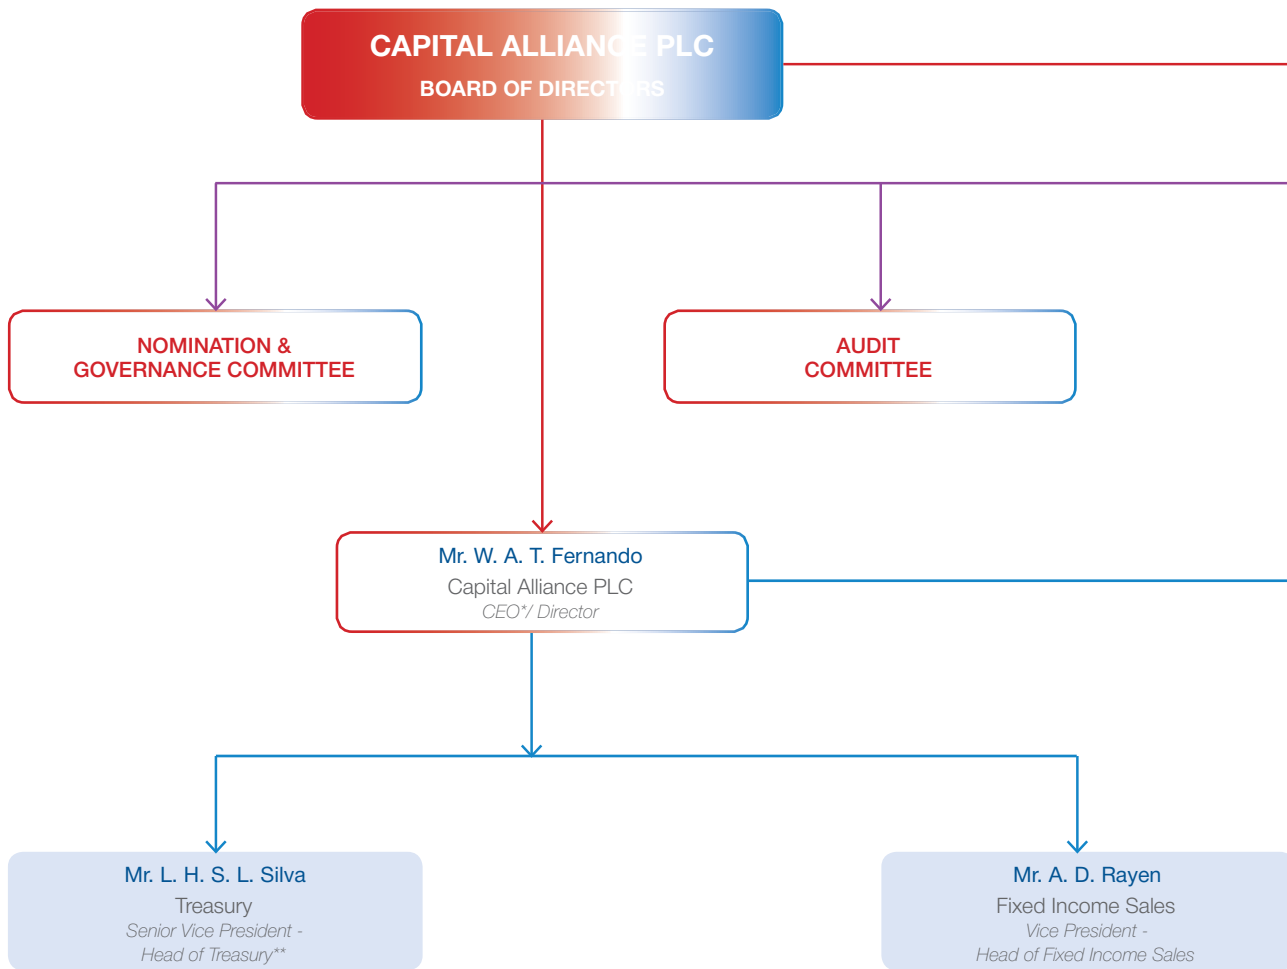 CAPITAL ALLIANCE PLC
BOARD OF DIRECTORS
NOMINATION &
GOVERNANCE COMMITTEE
AUDIT
COMMITTEE
Mr. W. A. T. Fernando
Capital Alliance PLC
CEO*/ Director
Mr. L. H. S. L. Silva
Treasury
Senior Vice President -
Head of Treasury**
Mr. A. D. Rayen
Fixed Income Sales
Vice President -
Head of Fixed Income Sales